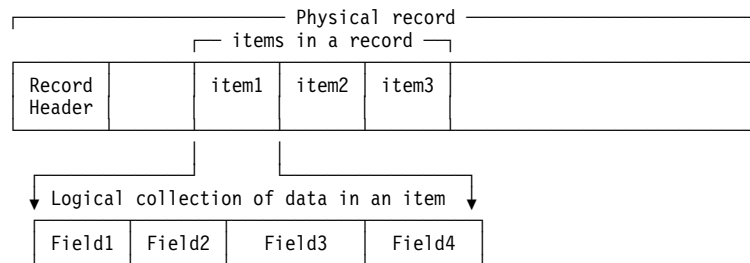 Physical record
items in a record
Record Header
item1 item2 item3
Logical collection of data in an item
Field1 Field2 Field3 Field4